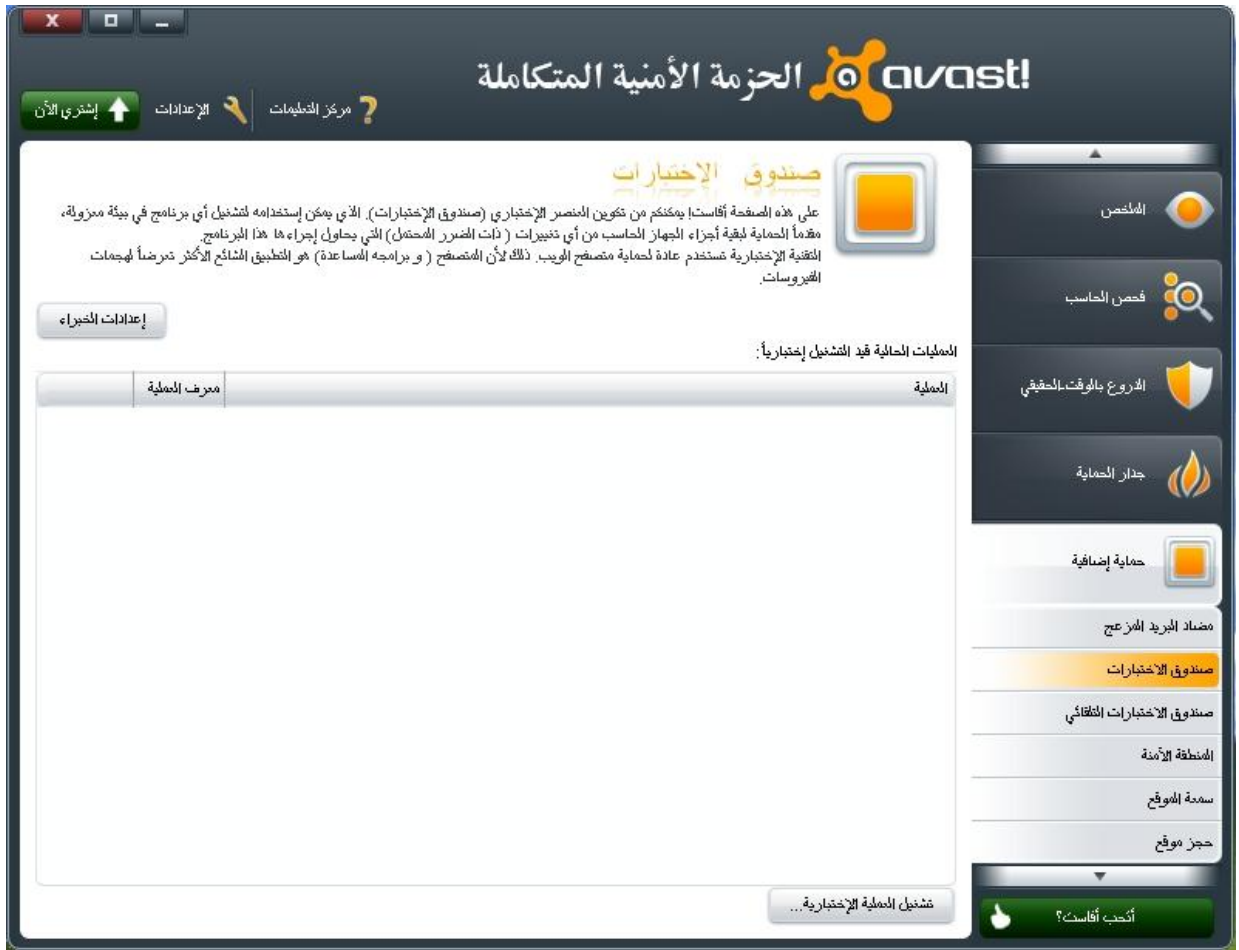 avast! الحزمة الأمنية المتكاملة
مركز التعليمات
الإعدادات
إشتري الآن
الملخص
فحص الحاسب
الدروع بالوقت الحقيقي
جدار الحماية
حماية إضافية
مضاد البريد المزعج
صندوق الاختبارات
صندوق الاختبارات التلقائي
المنطقة الآمنة
سمعة الموقع
حجز موقع
أتحب أفاست؟
صندوق الإختبارات
على هذه الصفحة أفاست! يمكنكم من تكوين العنصر الإختباري (صندوق الإختبارات). الذي يمكن إستخدامه لتشغيل أي برنامج في بيئة معزولة،
مقدماً الحماية لبقية أجزاء الجهاز الحاسب من أي تغييرات ( ذات الضرر المحتمل) التي يحاول إجراء ها هذا البرنامج.
التقنية الإختبارية تستخدم عادة لحماية متصفح الويب. ذلك لأن المتصفح ( و برامجه المساعدة) هو التطبيق الشائع الأكثر تعرضاً لهجمات
الفيروسات.
إعدادات الخبراء
العمليات الحالية قيد التشغيل إختبارياً:
العملية
معرف العملية
تشغيل العملية الإختبارية...